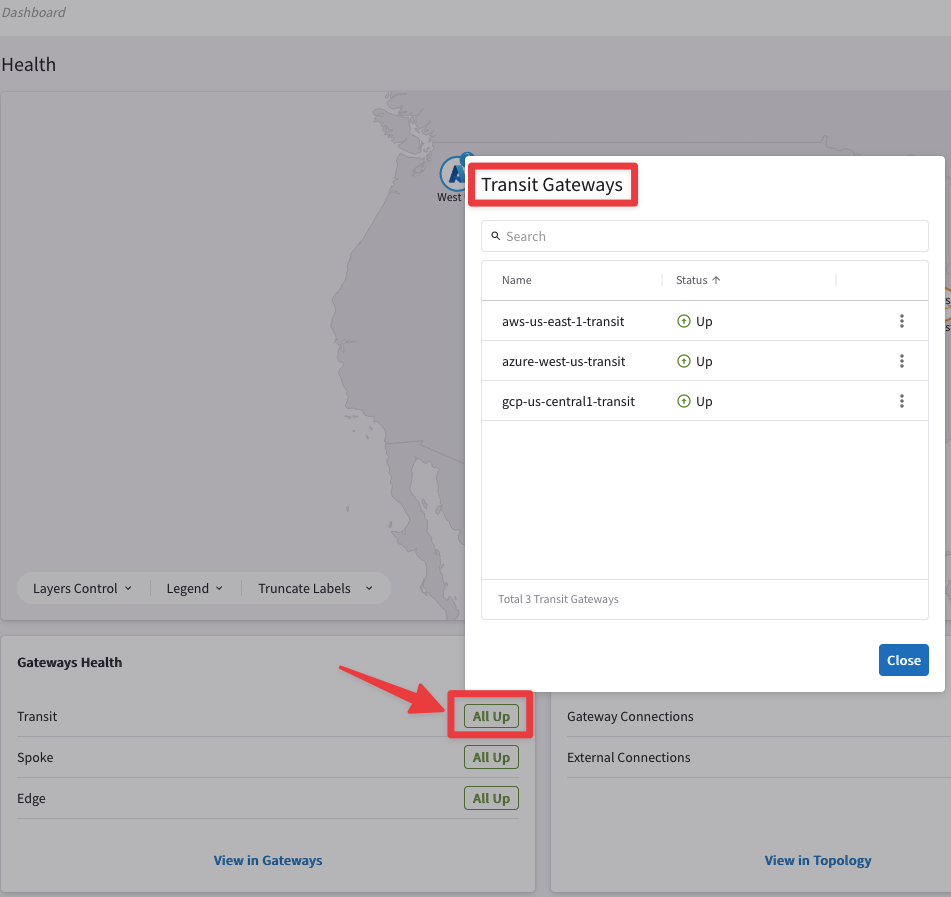 Dashboard
Health
West
Transit Gateways
Search
Name Status
aws-us-east-1-transit Up
azure-west-us-transit Up
gcp-us-central1-transit Up
Total 3 Transit Gateways
Close
Layers Control Legend Truncate Labels
Gateways Health
Transit All Up
Spoke All Up
Edge All Up
View in Gateways
Gateway Connections
External Connections
View in Topology